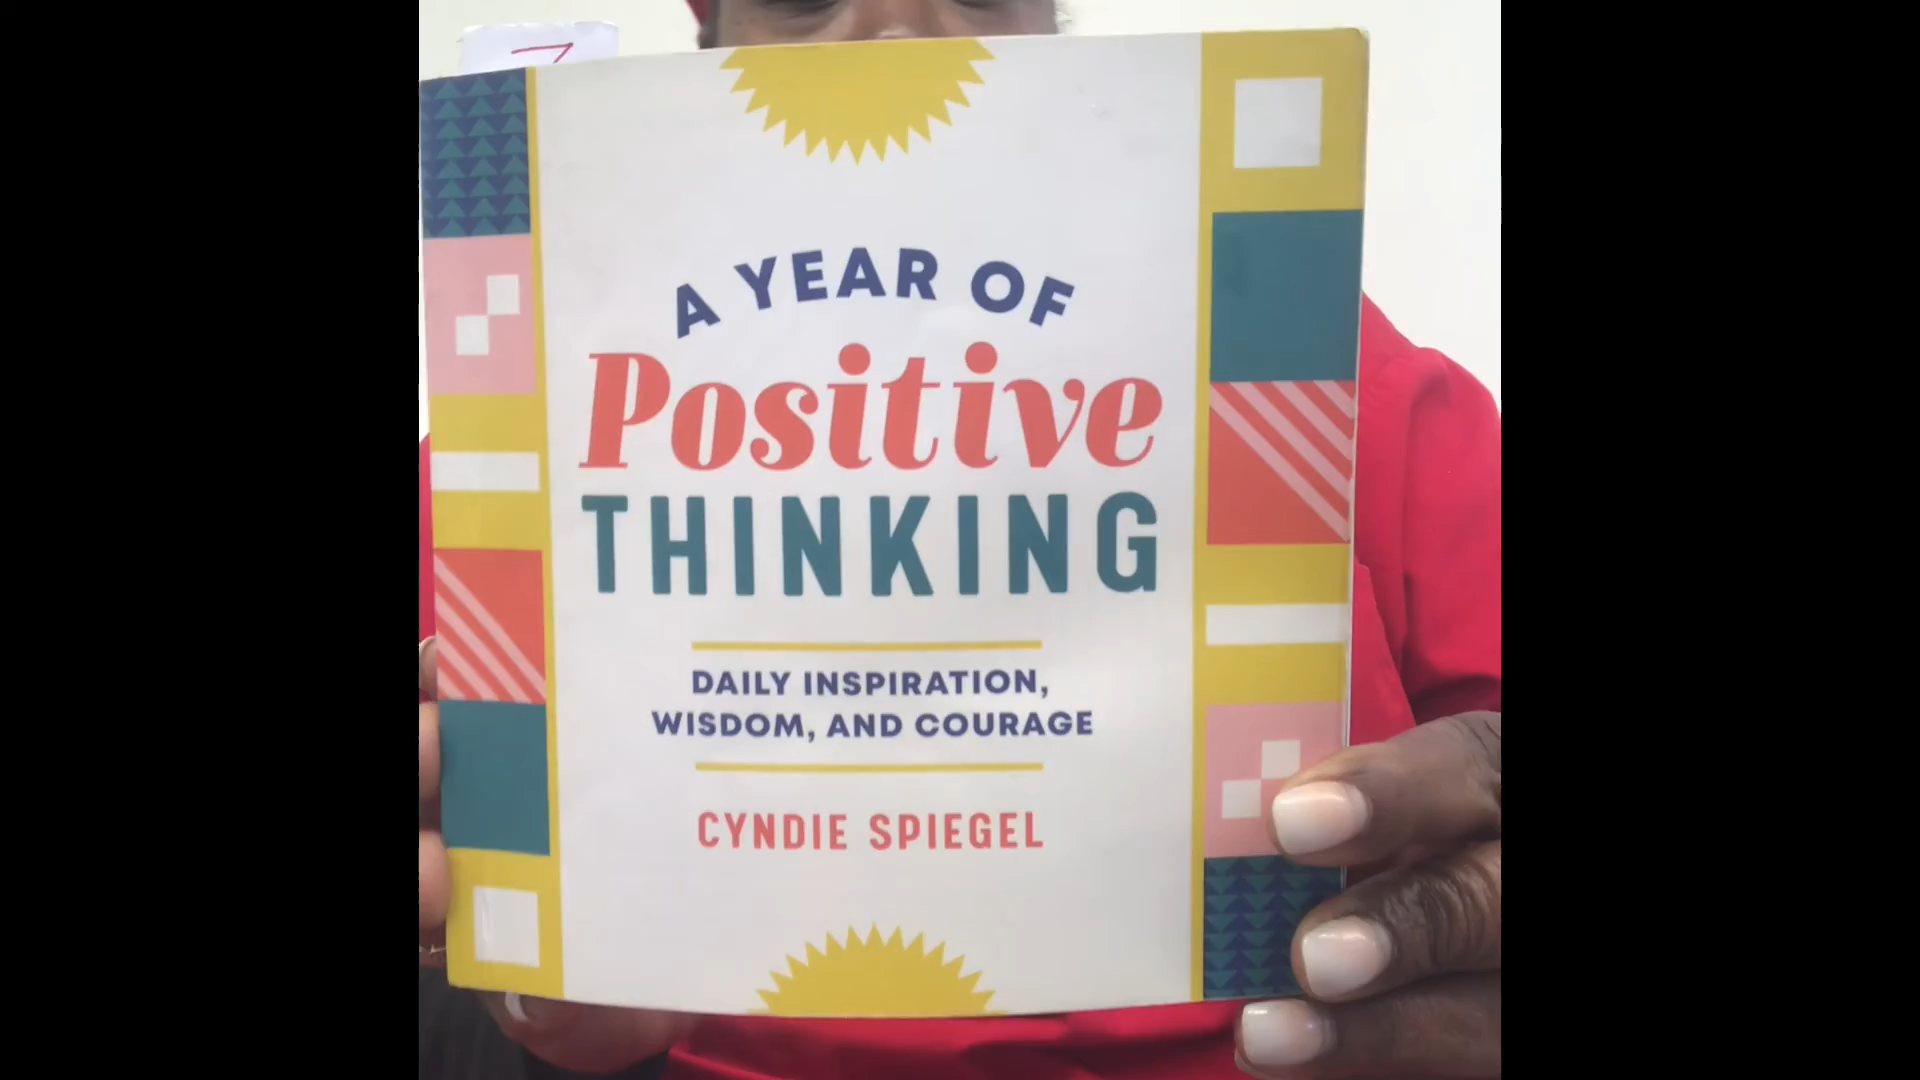 A YEAR OF
Positive
THINKING
DAILY INSPIRATION,
WISDOM, AND COURAGE
CYNDIE SPIEGEL